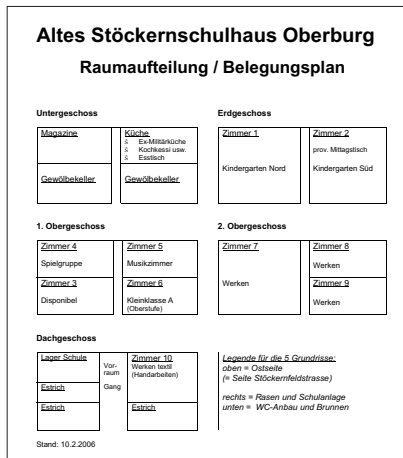 Altes Stöckernschulhaus Oberburg
Raumaufteilung / Belegungsplan
Untergeschoss
Magazine
Küche
š Ex-Militärküche
š Kochkessi usw.
š Esstisch
Gewölbekeller
Gewölbekeller
Erdgeschoss
Zimmer 1
Kindergarten Nord
Zimmer 2
prov. Mittagstisch
Kindergarten Süd
1. Obergeschoss
Zimmer 4
Spielgruppe
Zimmer 5
Musikzimmer
Zimmer 3
Disponibel
Zimmer 6
Kleinklasse A
(Oberstufe)
2. Obergeschoss
Zimmer 7
Werken
Zimmer 8
Werken
Zimmer 9
Werken
Dachgeschoss
Lager Schule
Vor-
raum
Gang
Zimmer 10
Werken textil
(Handarbeiten)
Estrich
Estrich
Estrich
Legende für die 5 Grundrisse:
oben = Ostseite
(= Seite Stöckernfeldstrasse)
rechts = Rasen und Schulanlage
unten = WC-Anbau und Brunnen
Stand: 10.2.2006